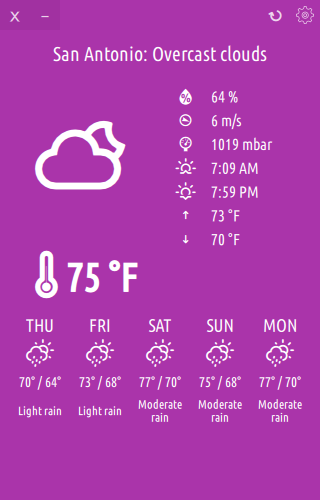 X –
San Antonio: Overcast clouds
64 %
6 m/s
1019 mbar
7:09 AM
7:59 PM
↑ 73 °F
↓ 70 °F
75 °F
THU FRI SAT SUN MON
70° / 64° 73° / 68° 77° / 70° 75° / 68° 77° / 70°
Light rain Light rain Moderate rain Moderate rain Moderate rain